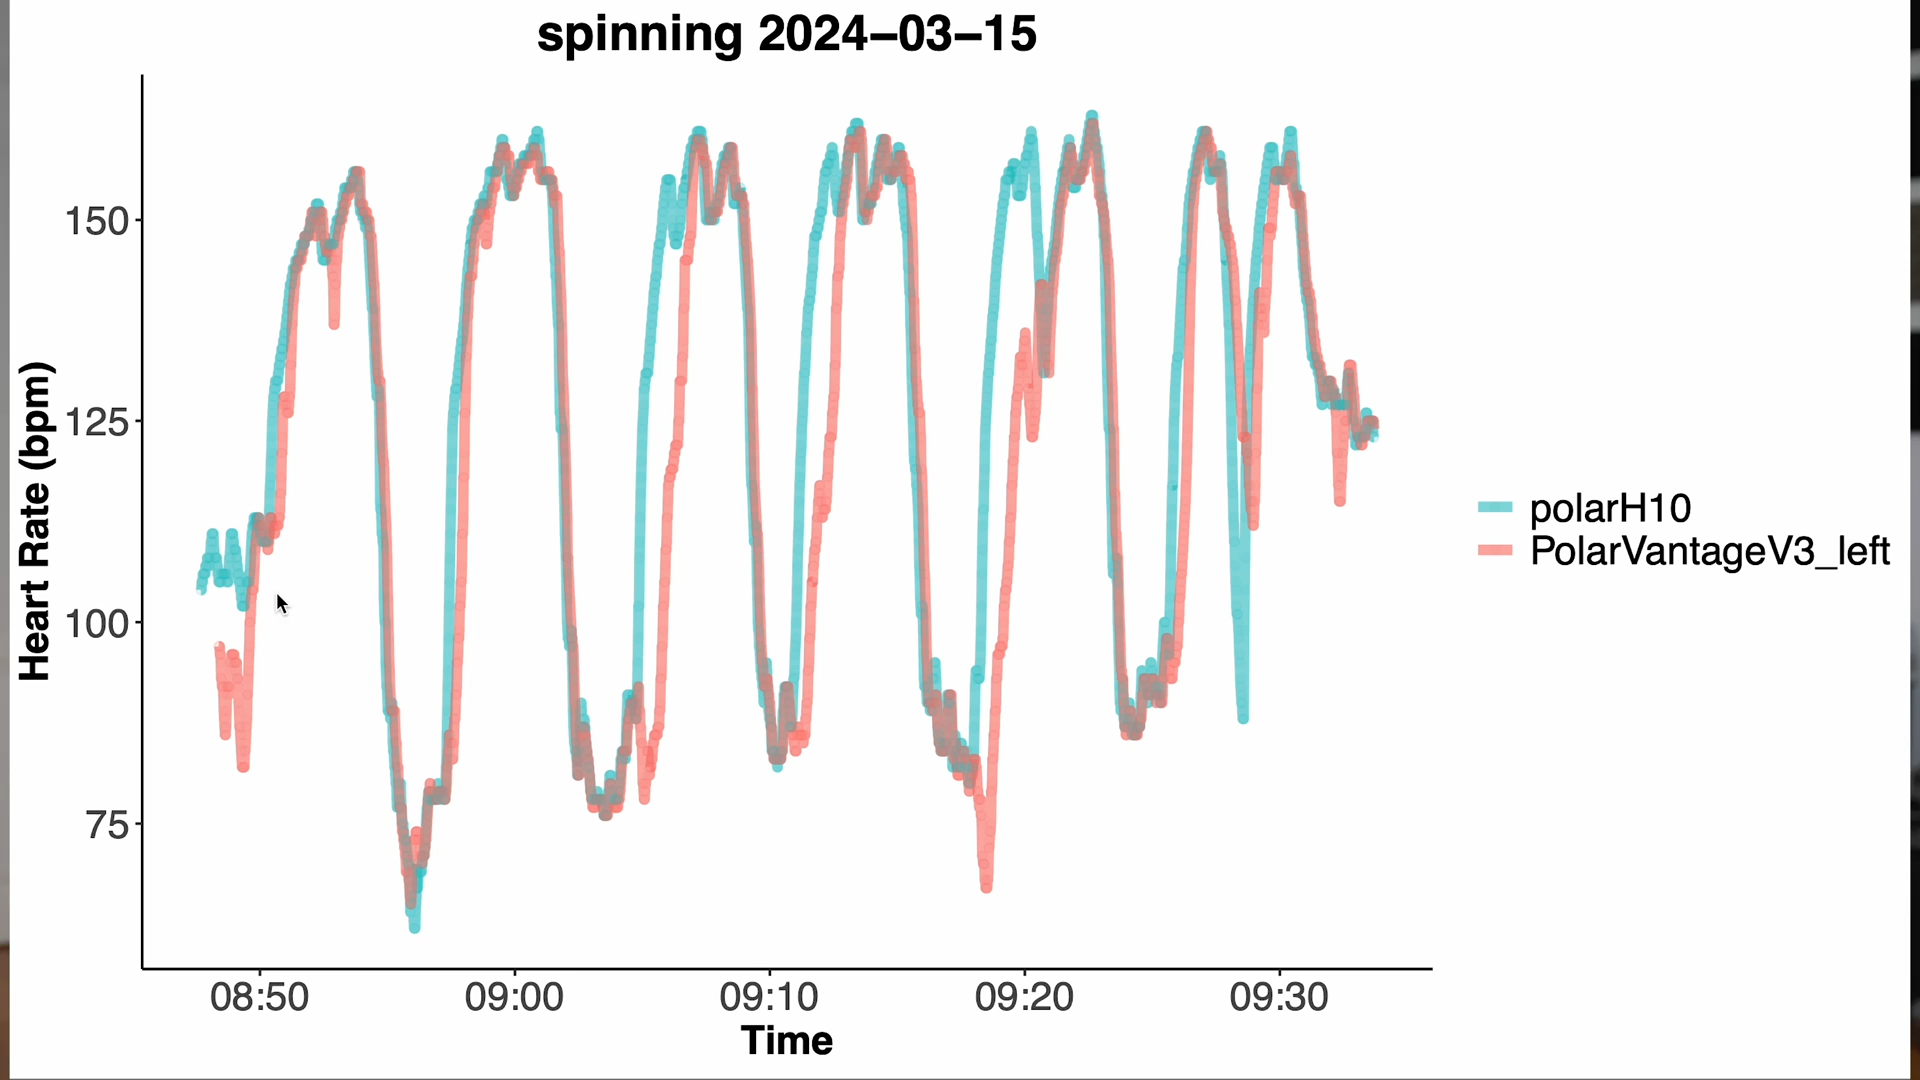 spinning 2024–03–15
Heart Rate (bpm)
150
125
100
75
08:50 09:00 09:10 09:20 09:30
Time
polarH10
PolarVantageV3_left